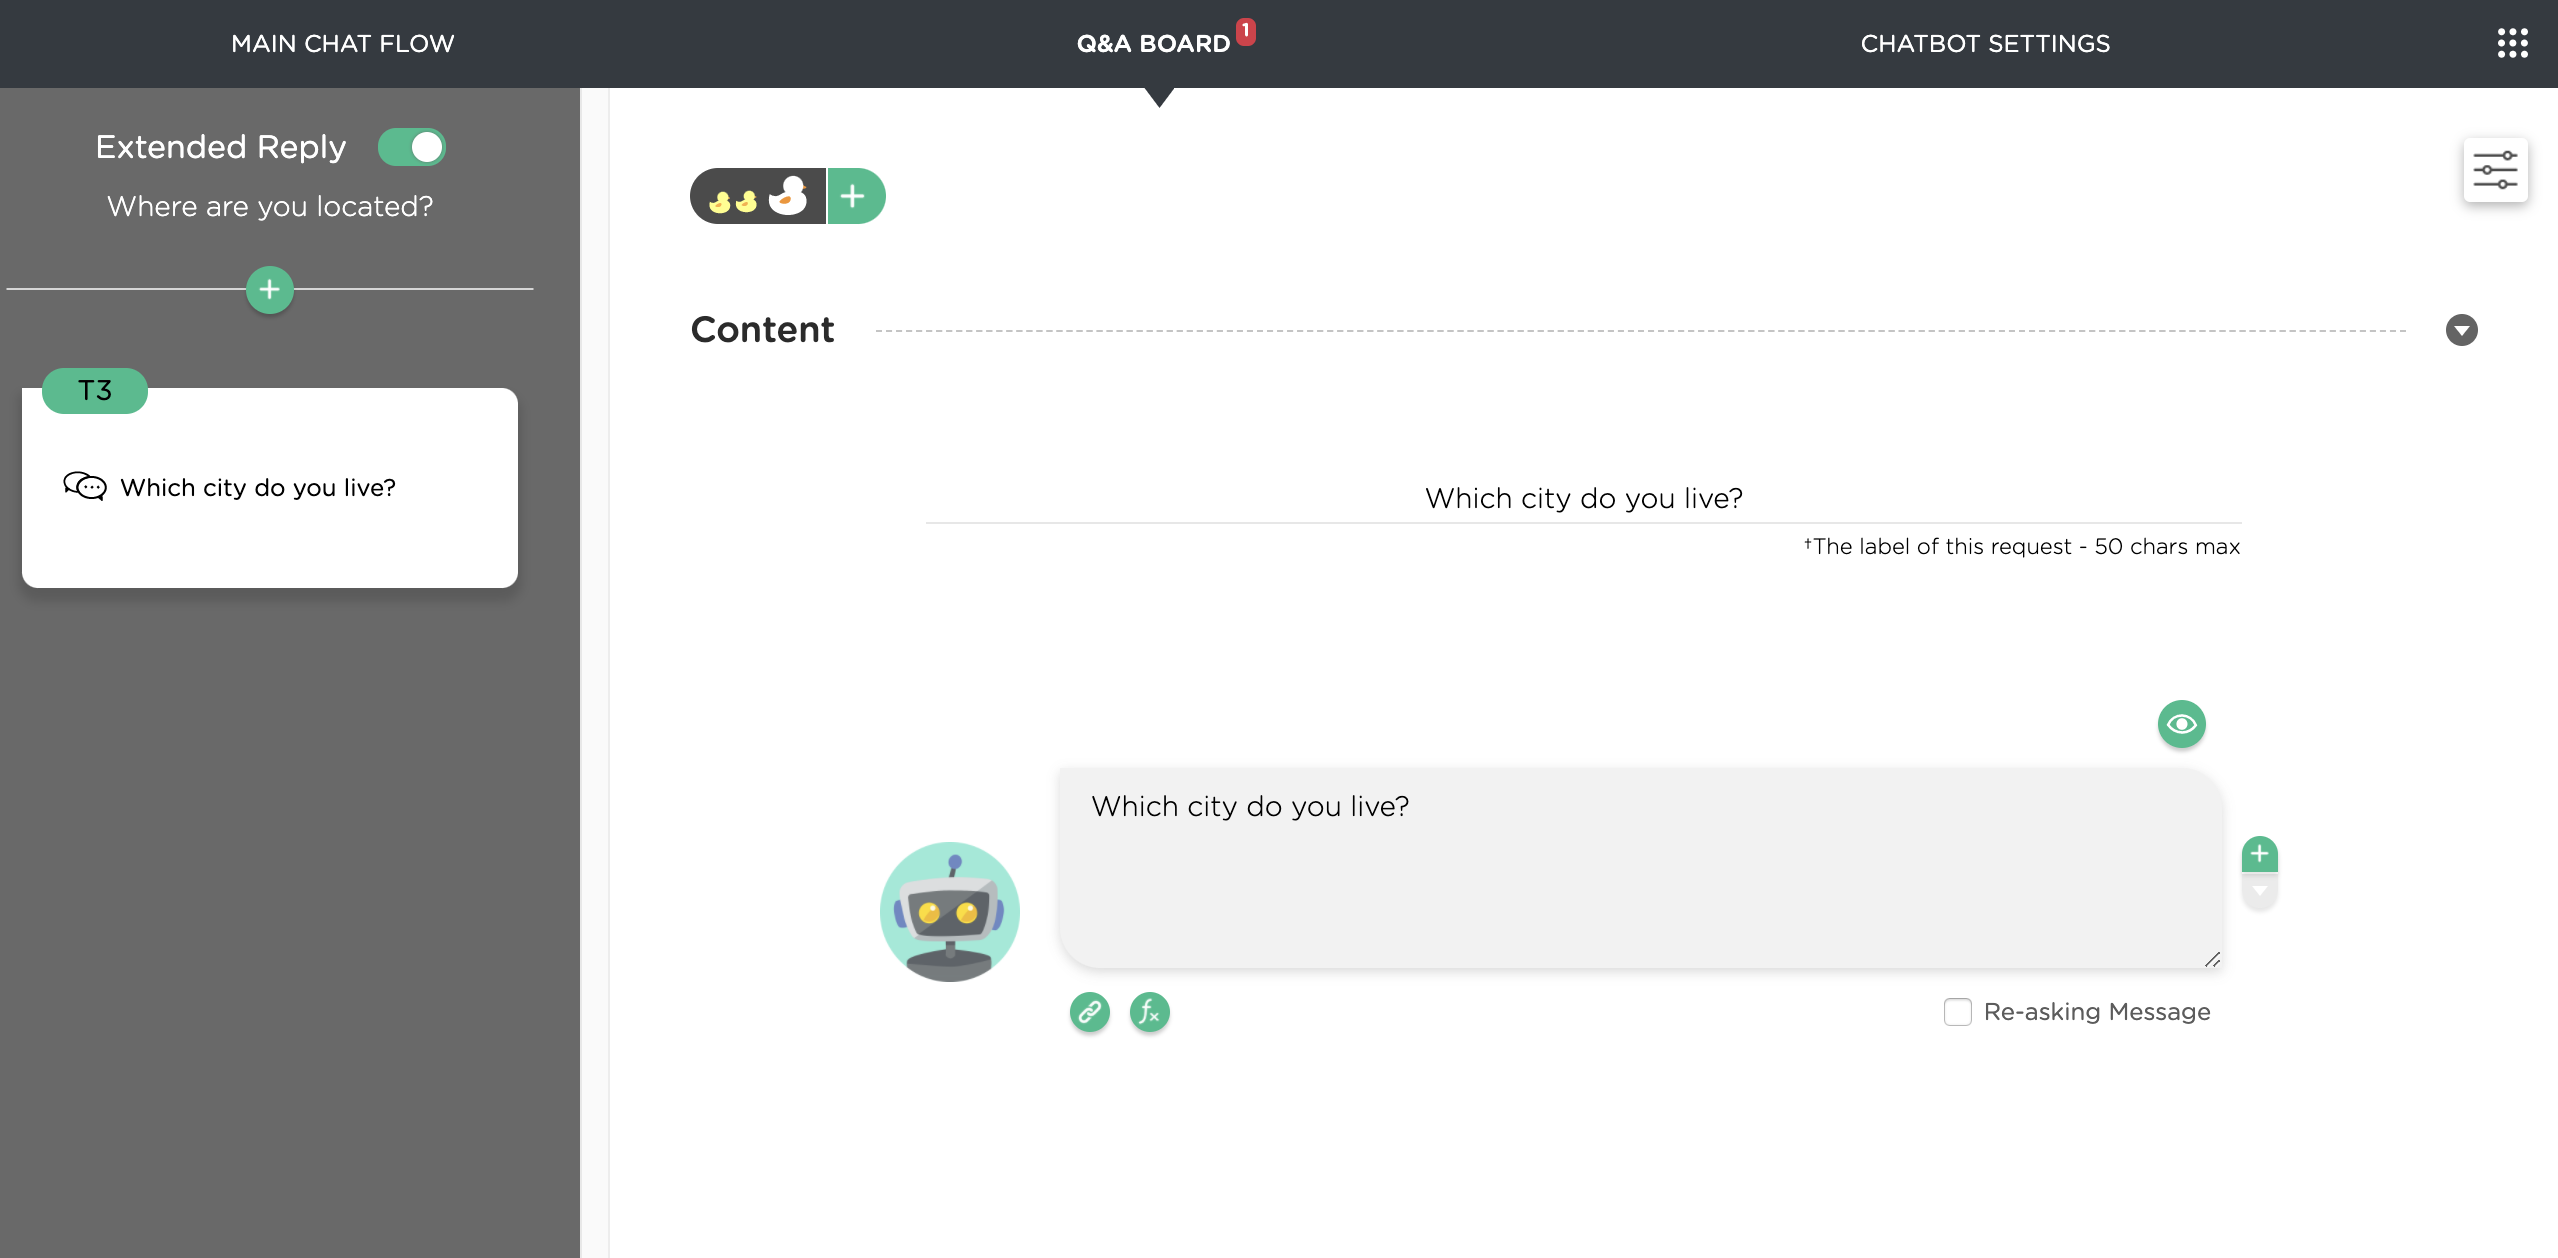 MAIN CHAT FLOW
Q&A BOARD 1
CHATBOT SETTINGS
Extended Reply
Where are you located?
T3
Which city do you live?
Content
Which city do you live?
†The label of this request - 50 chars max
Which city do you live?
fx
Re-asking Message